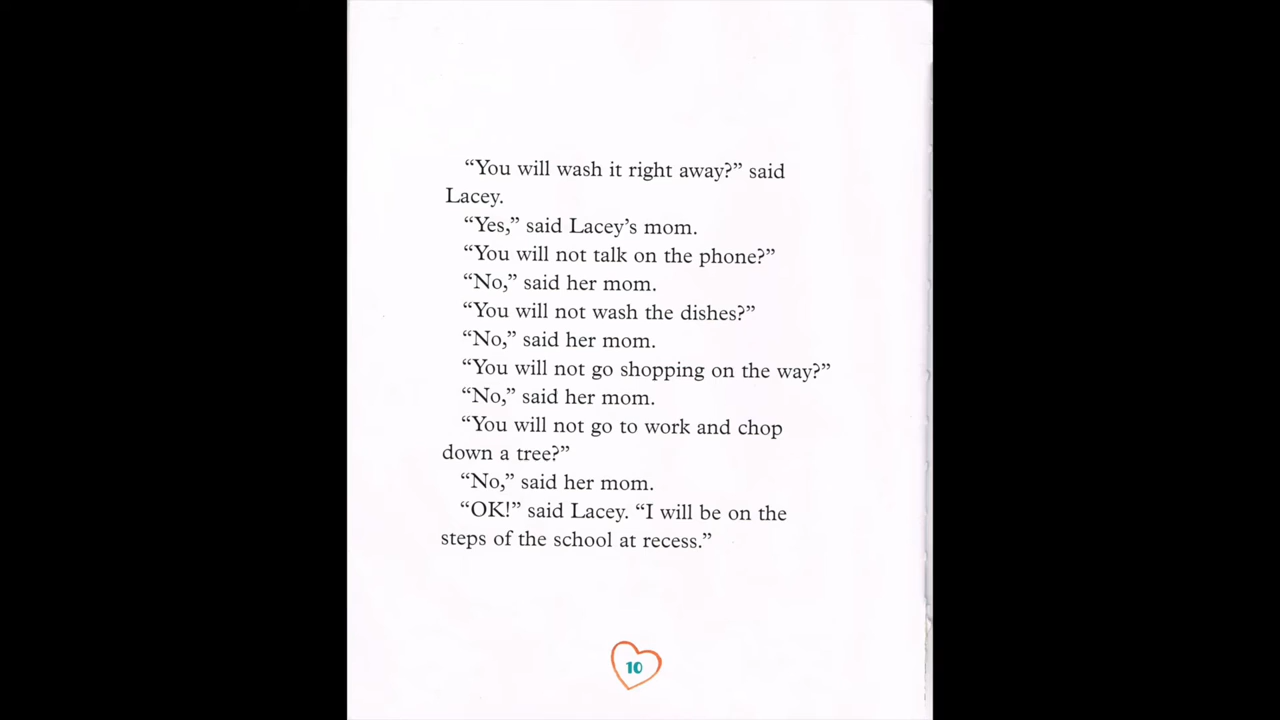 “You will wash it right away?” said
Lacey.
“Yes,” said Lacey’s mom.
“You will not talk on the phone?”
“No,” said her mom.
“You will not wash the dishes?”
“No,” said her mom.
“You will not go shopping on the way?”
“No,” said her mom.
“You will not go to work and chop
down a tree?”
“No,” said her mom.
“OK!” said Lacey. “I will be on the
steps of the school at recess.”
10